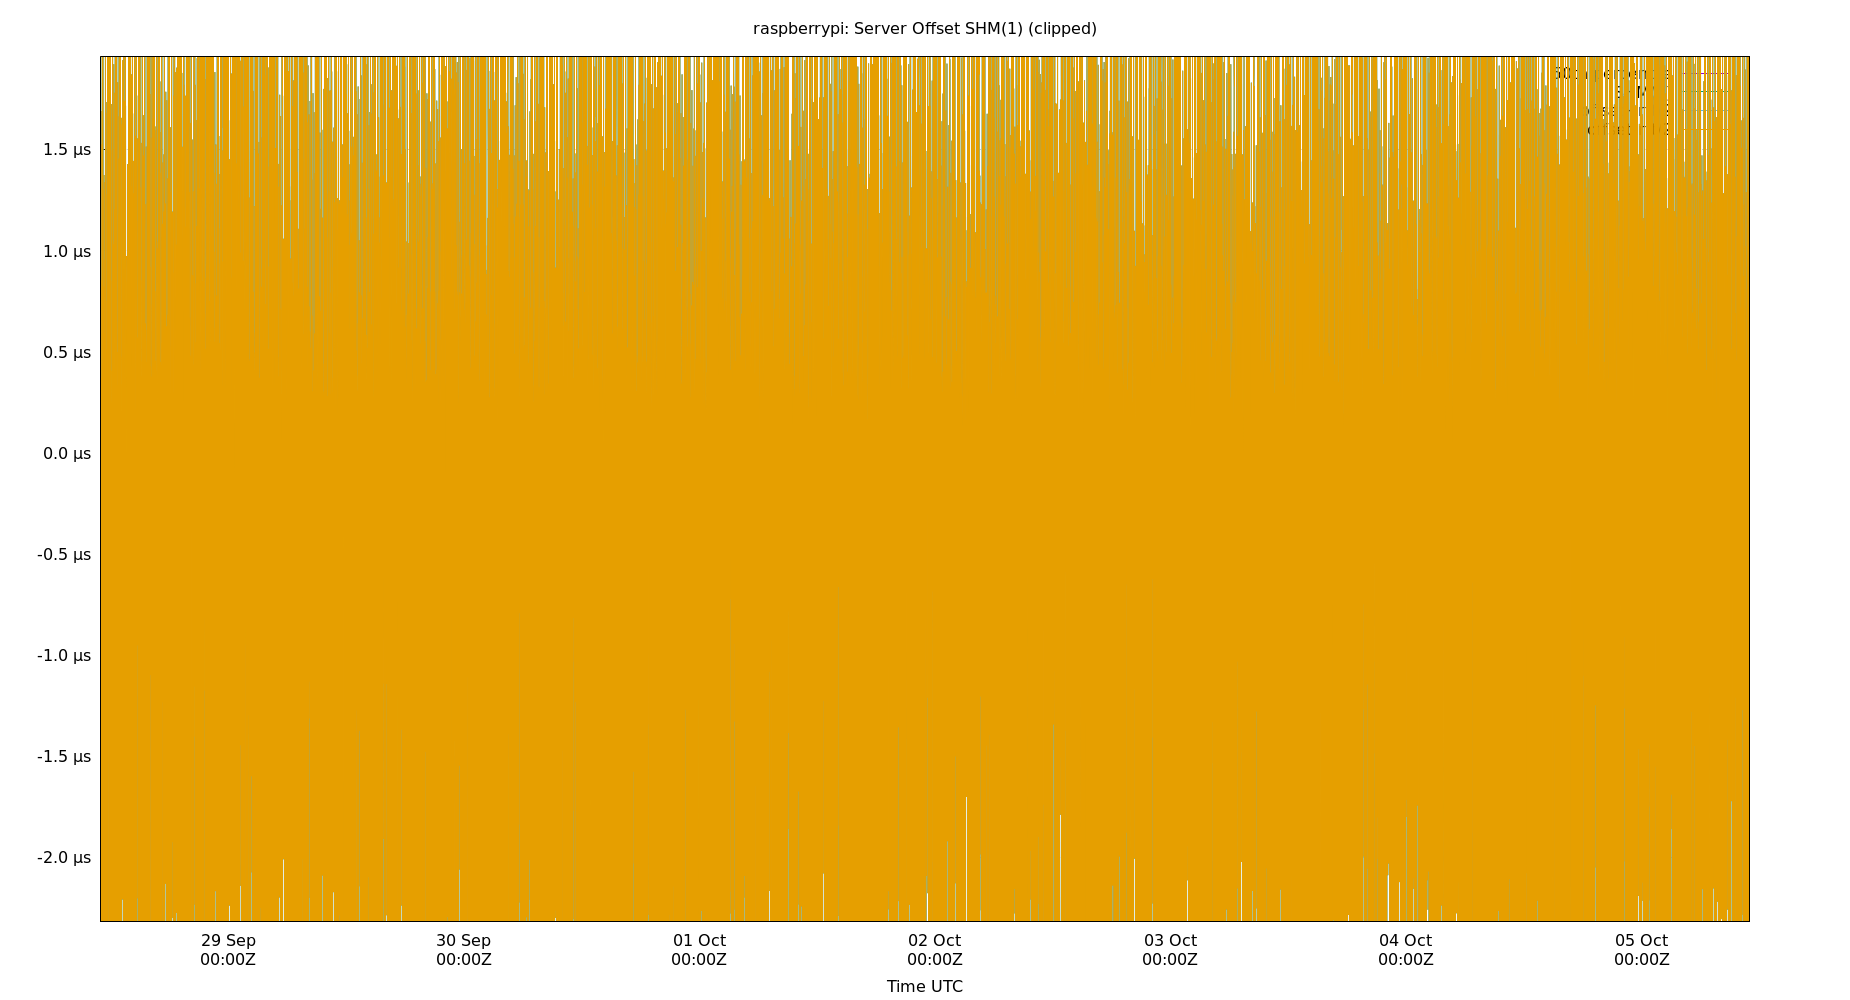 raspberrypi: Server Offset SHM(1) (clipped)
1.5 µs
1.0 µs
0.5 µs
0.0 µs
-0.5 µs
-1.0 µs
-1.5 µs
-2.0 µs
29 Sep 30 Sep 01 Oct 02 Oct 03 Oct 04 Oct 05 Oct
00:00Z 00:00Z 00:00Z 00:00Z 00:00Z 00:00Z 00:00Z
Time UTC